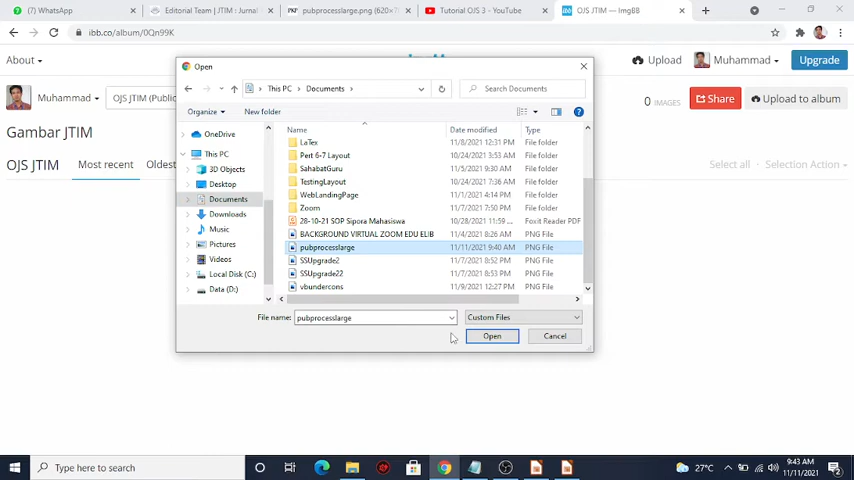 (7) WhatsApp
Editorial Team | JTIM : Jurnal
pubprocesslarge.png (620×7
Tutorial OJS 3 - YouTube
OJS JTIM — ImgBB
ibb.co/album/0Qn99K
About
Upload
Muhammad
Upgrade
Muhammad
OJS JTIM (Public
0 IMAGES
Share
Upload to album
Gambar JTIM
OJS JTIM
Most recent
Oldest
Select all
Selection Action
Open
This PC
Documents
Search Documents
Organize
New folder
Name
Date modified
Type
OneDrive
This PC
3D Objects
Desktop
Documents
Downloads
Music
Pictures
Videos
Local Disk (C:)
Data (D:)
LaTex 11/8/2021 12:31 PM File folder
Pert 6-7 Layout 10/24/2021 3:53 AM File folder
SahabatGuru 11/5/2021 9:30 AM File folder
TestingLayout 10/24/2021 7:36 AM File folder
WebLandingPage 11/1/2021 4:14 PM File folder
Zoom 11/7/2021 7:50 PM File folder
28-10-21 SOP Sipora Mahasiswa 10/28/2021 11:59 ... Foxit Reader PDF
BACKGROUND VIRTUAL ZOOM EDU ELIB 11/4/2021 8:26 AM PNG File
pubprocesslarge 11/11/2021 9:40 AM PNG File
SSUpgrade2 11/7/2021 8:52 PM PNG File
SSUpgrade22 11/7/2021 8:53 PM PNG File
vbundercons 11/9/2021 12:27 PM PNG File
File name:
pubprocesslarge
Custom Files
Open
Cancel
Type here to search
27°C
9:43 AM
11/11/2021
2